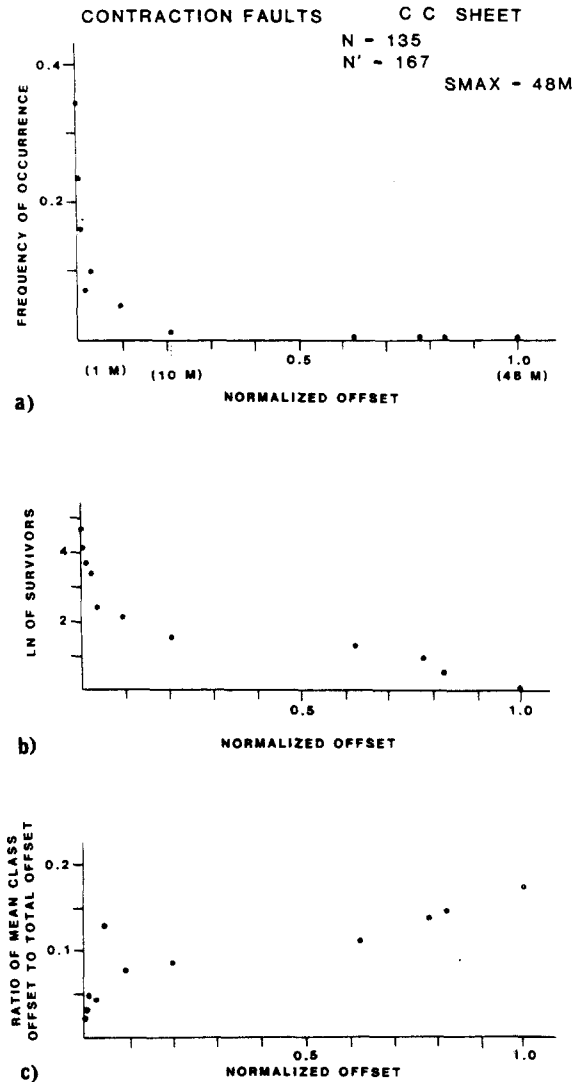 CONTRACTION FAULTS C C SHEET
N - 135
N' - 167
SMAX - 48M
FREQUENCY OF OCCURRENCE
0.4
0.2
0.5
1.0
(1 M)
(10 M)
(48 M)
NORMALIZED OFFSET
a)
LN OF SURVIVORS
4
2
0.5
1.0
NORMALIZED OFFSET
b)
RATIO OF MEAN CLASS
OFFSET TO TOTAL OFFSET
0.2
0.1
0.5
1.0
NORMALIZED OFFSET
c)